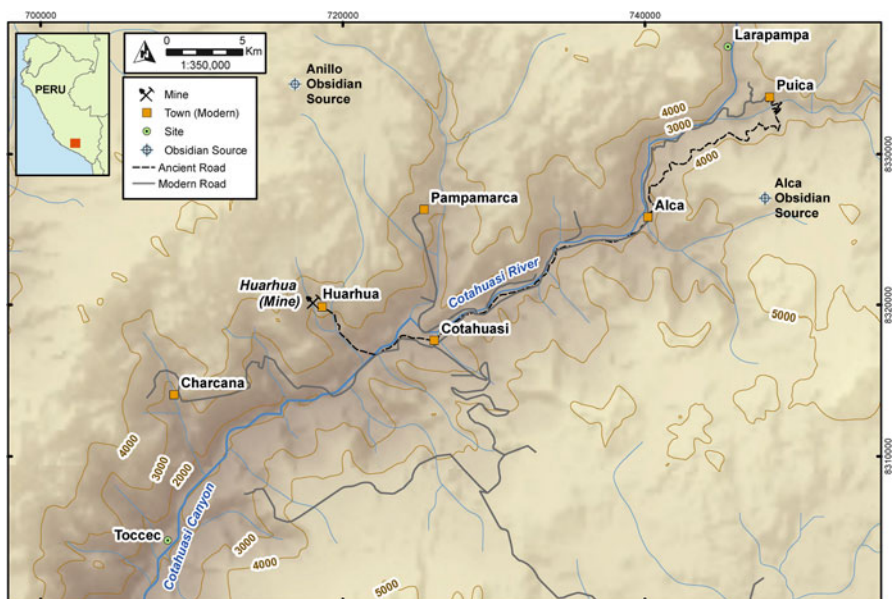 700000
720000
740000
PERU
0
5
Km
1:350,000
Mine
Town (Modern)
Site
Obsidian Source
Ancient Road
Modern Road
Anillo
Obsidian
Source
Larapampa
Puica
4000
3000
4000
8330000
Pampamarca
Alca
Alca
Obsidian
Source
Huarhua
(Mine)
Huarhua
Cotahuasi River
Cotahuasi
5000
8320000
Charcana
4000
3000
2000
8310000
Toccec
Cotahuasi Canyon
3000
4000
5000